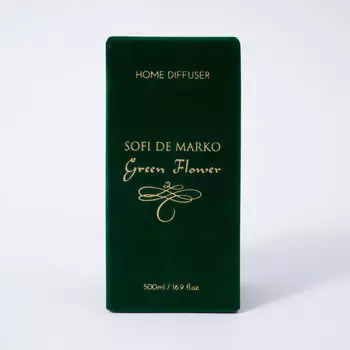 HOME DIFFUSER
SOFI DE MARKO
Green Flower
500ml / 16.9 fl.oz.